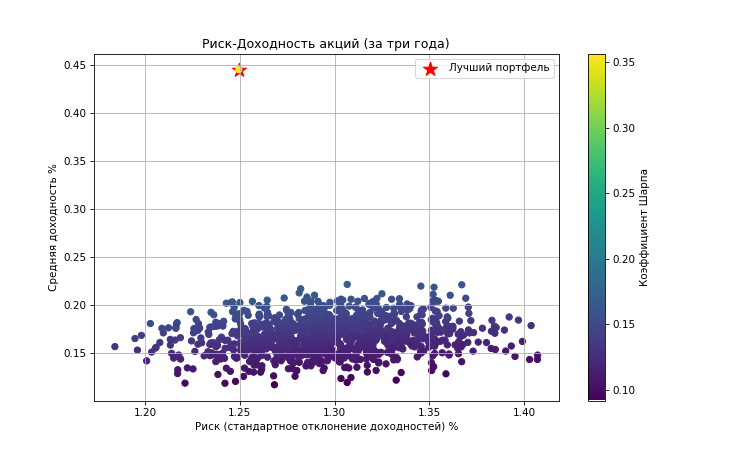 Риск-Доходность акций (за три года)
Лучший портфель
Средняя доходность %
0.45
0.40
0.35
0.30
0.25
0.20
0.15
1.20 1.25 1.30 1.35 1.40
Риск (стандартное отклонение доходностей) %
0.35
0.30
0.25
0.20
0.15
0.10
Коэффициент Шарпа